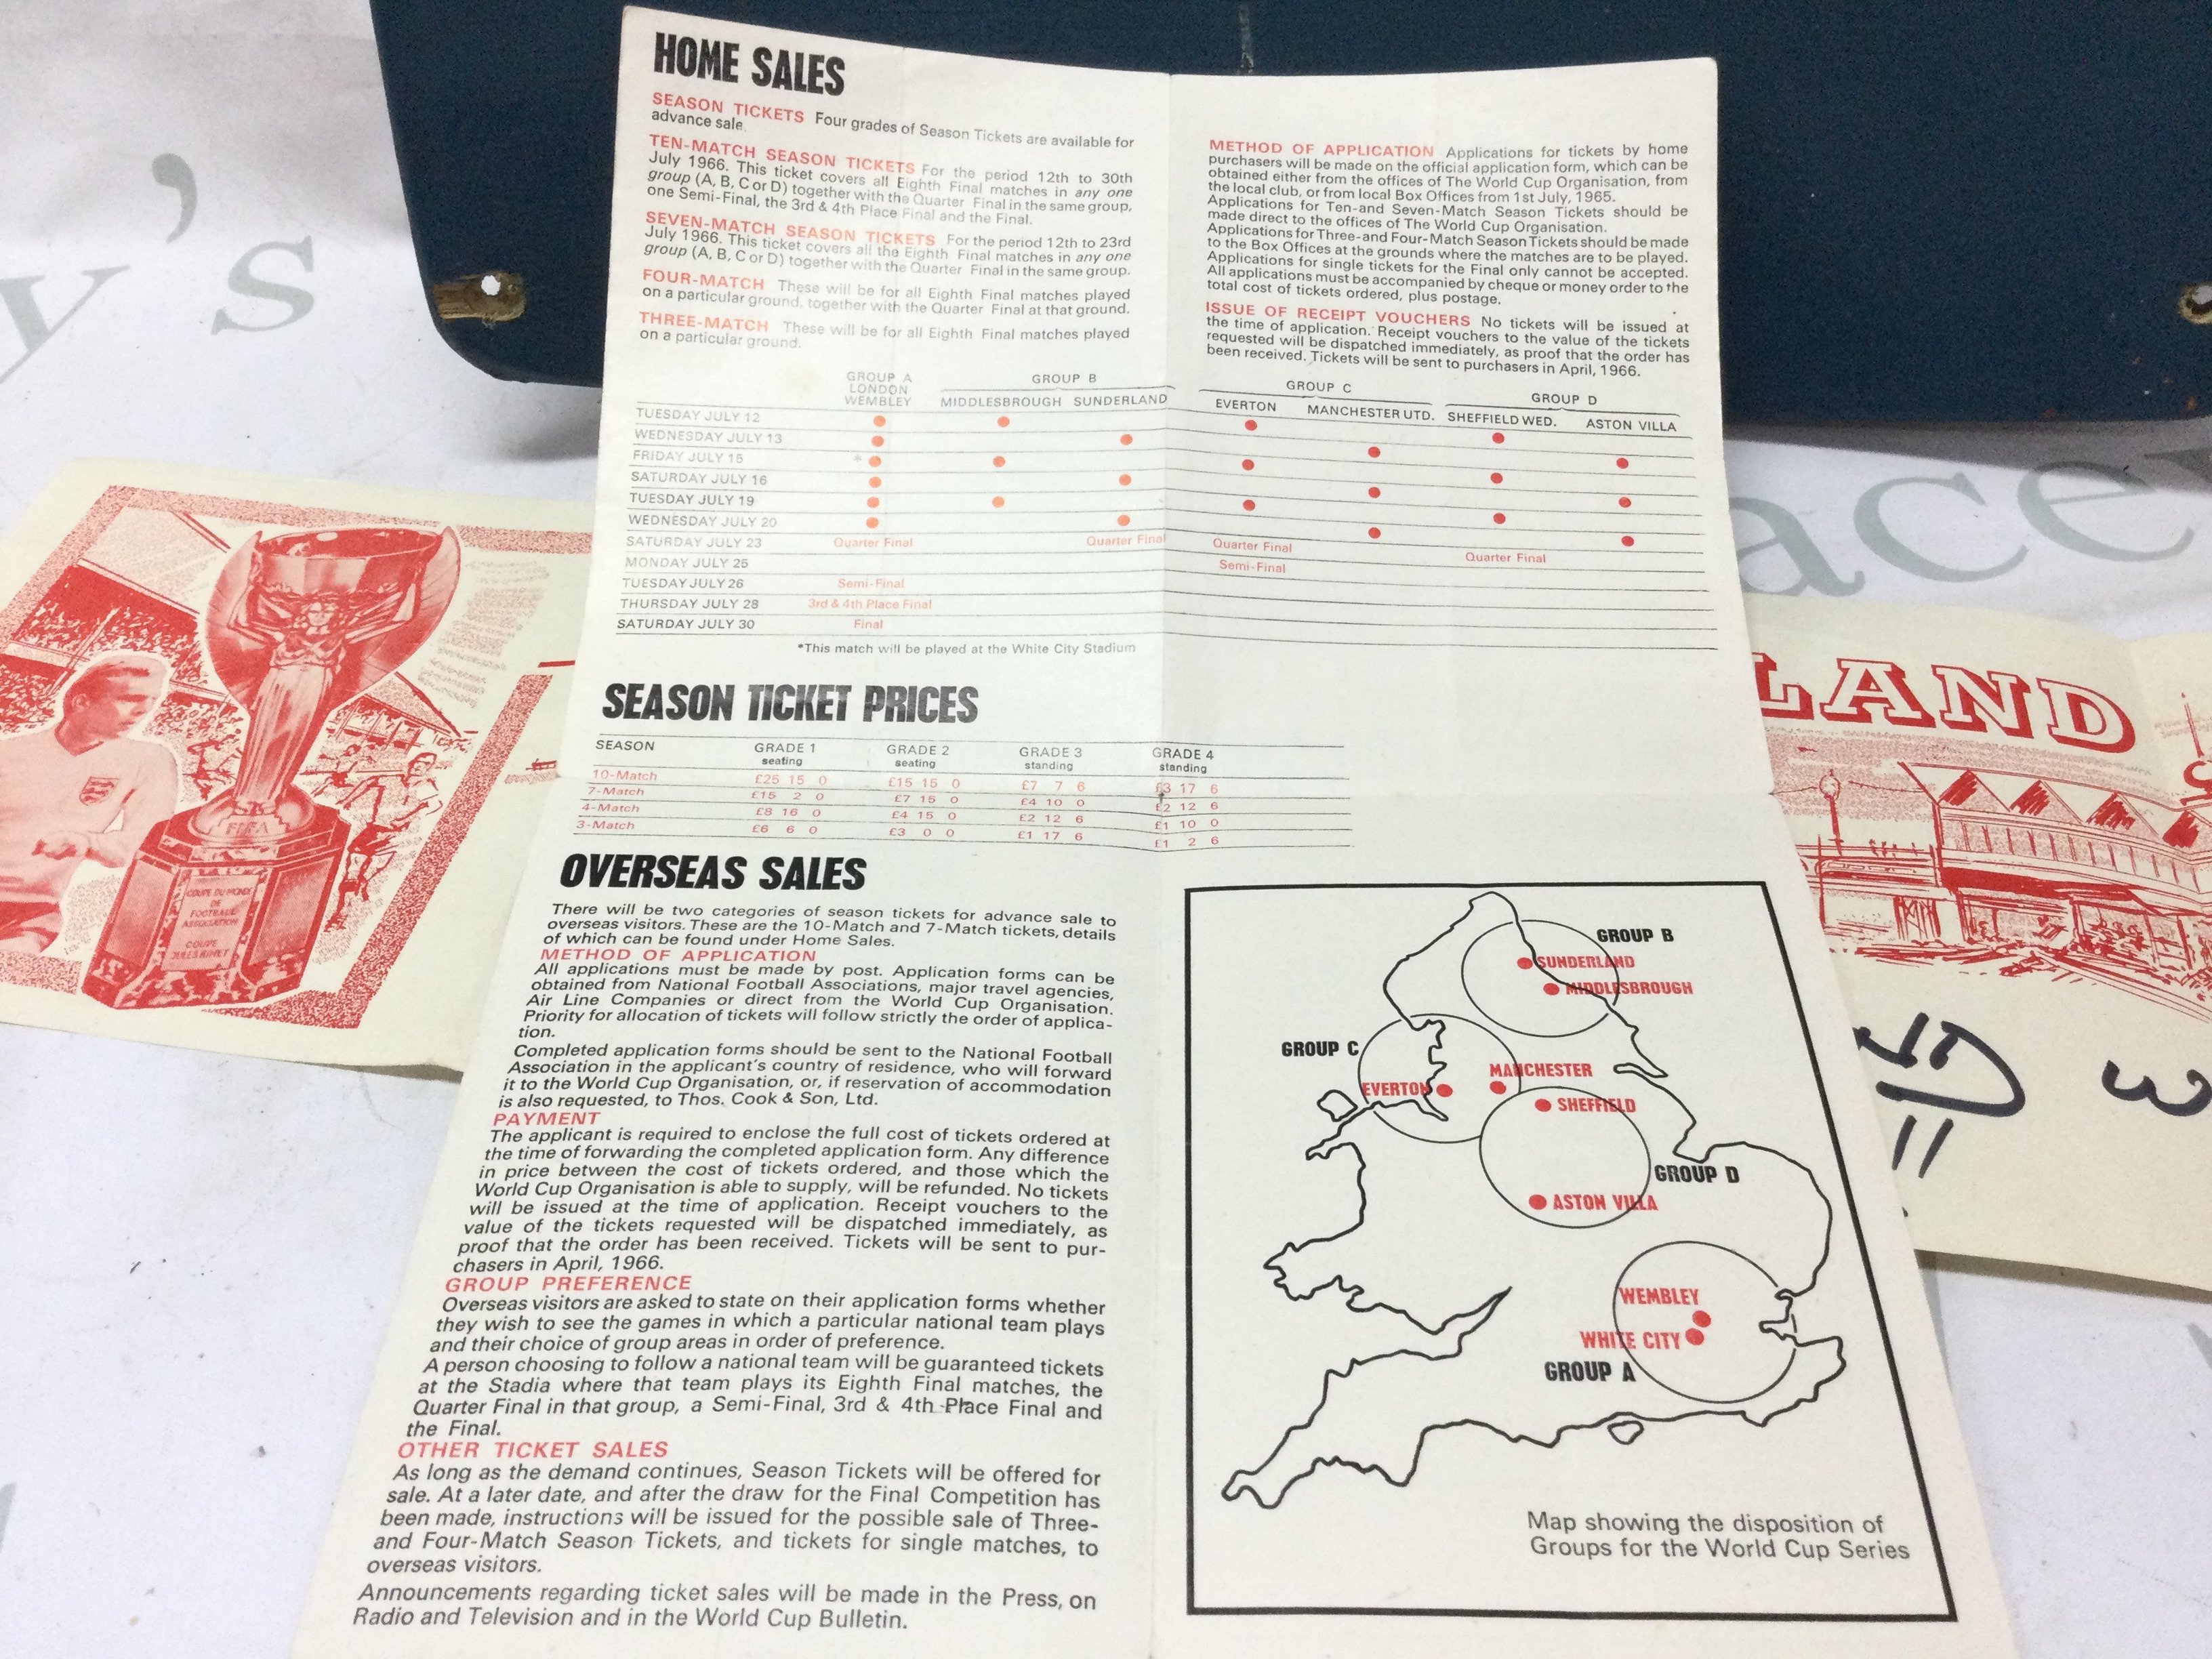 HOME SALES
SEASON TICKETS Four grades of Season Tickets are available for
advance sale.
TEN-MATCH SEASON TICKETS For the period 12th to 30th
July 1966. This ticket covers all Eighth Final matches in any one
group (A, B, C or D) together with the Quarter Final in the same group,
one Semi-Final, the 3rd & 4th Place Final and the Final.
SEVEN-MATCH SEASON TICKETS For the period 12th to 23rd
July 1966. This ticket covers all the Eighth Final matches in any one
group (A, B, C or D) together with the Quarter Final in the same group.
FOUR-MATCH These will be for all Eighth Final matches played
on a particular ground, together with the Quarter Final at that ground.
THREE-MATCH These will be for all Eighth Final matches played
on a particular ground.
METHOD OF APPLICATION Applications for tickets by home
purchasers will be made on the official application form, which can be
obtained either from the offices of The World Cup Organisation, from
the local club, or from local Box Offices from 1st July, 1965.
Applications for Ten-and Seven-Match Season Tickets should be
made direct to the offices of The World Cup Organisation.
Applications for Three-and Four-Match Season Tickets should be made
to the Box Offices at the grounds where the matches are to be played.
Applications for single tickets for the Final only cannot be accepted.
All applications must be accompanied by cheque or money order to the
total cost of tickets ordered, plus postage.
ISSUE OF RECEIPT VOUCHERS No tickets will be issued at
the time of application. Receipt vouchers to the value of the tickets
requested will be dispatched immediately, as proof that the order has
been received. Tickets will be sent to purchasers in April, 1966.
GROUP A GROUP B GROUP C GROUP D
LONDON
WEMBLEY MIDDLESBROUGH SUNDERLAND EVERTON MANCHESTER UTD. SHEFFIELD WED. ASTON VILLA
TUESDAY JULY 12
WEDNESDAY JULY 13
FRIDAY JULY 15 *
SATURDAY JULY 16
TUESDAY JULY 19
WEDNESDAY JULY 20
SATURDAY JULY 23 Quarter Final Quarter Final Quarter Final Quarter Final
MONDAY JULY 25 Semi-Final
TUESDAY JULY 26 Semi-Final
THURSDAY JULY 28 3rd & 4th Place Final
SATURDAY JULY 30 Final
*This match will be played at the White City Stadium
SEASON TICKET PRICES
SEASON GRADE 1 GRADE 2 GRADE 3 GRADE 4
seating seating standing standing
10-Match £25 15 0 £15 15 0 £7 7 6 £3 17 6
7-Match £15 2 0 £7 15 0 £4 10 0 £2 12 6
4-Match £8 16 0 £4 15 0 £2 12 6 £1 10 0
3-Match £6 6 0 £3 0 0 £1 17 6 £1 2 6
OVERSEAS SALES
There will be two categories of season tickets for advance sale to
overseas visitors. These are the 10-Match and 7-Match tickets, details
of which can be found under Home Sales.
METHOD OF APPLICATION
All applications must be made by post. Application forms can be
obtained from National Football Associations, major travel agencies,
Air Line Companies or direct from the World Cup Organisation.
Priority for allocation of tickets will follow strictly the order of applica-
tion.
Completed application forms should be sent to the National Football
Association in the applicant's country of residence, who will forward
it to the World Cup Organisation, or, if reservation of accommodation
is also requested, to Thos. Cook & Son, Ltd.
PAYMENT
The applicant is required to enclose the full cost of tickets ordered at
the time of forwarding the completed application form. Any difference
in price between the cost of tickets ordered, and those which the
World Cup Organisation is able to supply, will be refunded. No tickets
will be issued at the time of application. Receipt vouchers to the
value of the tickets requested will be dispatched immediately, as
proof that the order has been received. Tickets will be sent to pur-
chasers in April, 1966.
GROUP PREFERENCE
Overseas visitors are asked to state on their application forms whether
they wish to see the games in which a particular national team plays
and their choice of group areas in order of preference.
A person choosing to follow a national team will be guaranteed tickets
at the Stadia where that team plays its Eighth Final matches, the
Quarter Final in that group, a Semi-Final, 3rd & 4th Place Final and
the Final.
OTHER TICKET SALES
As long as the demand continues, Season Tickets will be offered for
sale. At a later date, and after the draw for the Final Competition has
been made, instructions will be issued for the possible sale of Three-
and Four-Match Season Tickets, and tickets for single matches, to
overseas visitors.
Announcements regarding ticket sales will be made in the Press, on
Radio and Television and in the World Cup Bulletin.
GROUP B
SUNDERLAND
MIDDLESBROUGH
GROUP C
MANCHESTER
EVERTON
SHEFFIELD
GROUP D
ASTON VILLA
WEMBLEY
WHITE CITY
GROUP A
Map showing the disposition of
Groups for the World Cup Series
FIFA
COUPE DU MONDE
DE
FOOTBALL
ASSOCIATION
COUPE
JULES RIMET
LAND
y's
acey